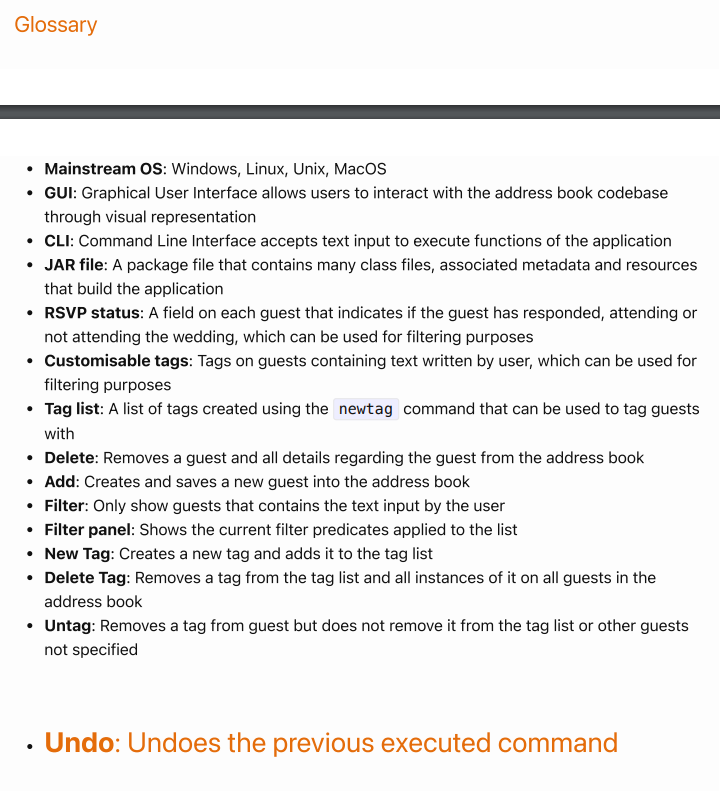 Glossary
• Mainstream OS: Windows, Linux, Unix, MacOS
• GUI: Graphical User Interface allows users to interact with the address book codebase
through visual representation
• CLI: Command Line Interface accepts text input to execute functions of the application
• JAR file: A package file that contains many class files, associated metadata and resources
that build the application
• RSVP status: A field on each guest that indicates if the guest has responded, attending or
not attending the wedding, which can be used for filtering purposes
• Customisable tags: Tags on guests containing text written by user, which can be used for
filtering purposes
• Tag list: A list of tags created using the newtag command that can be used to tag guests
with
• Delete: Removes a guest and all details regarding the guest from the address book
• Add: Creates and saves a new guest into the address book
• Filter: Only show guests that contains the text input by the user
• Filter panel: Shows the current filter predicates applied to the list
• New Tag: Creates a new tag and adds it to the tag list
• Delete Tag: Removes a tag from the tag list and all instances of it on all guests in the
address book
• Untag: Removes a tag from guest but does not remove it from the tag list or other guests
not specified
• Undo: Undoes the previous executed command